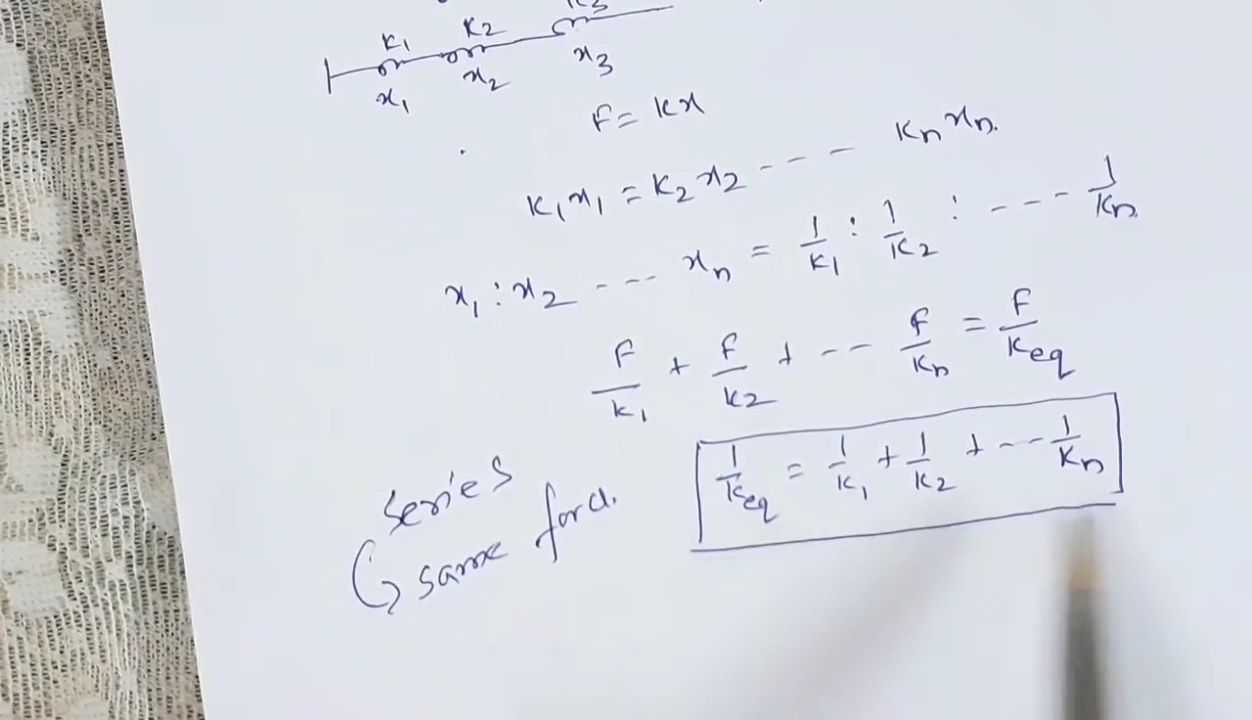 K₁ K₂ K₃
x₁ x₂ x₃
F = Kx
K₁x₁ = K₂x₂ --- Kₙxₙ.
x₁ : x₂ --- xₙ = 1/K₁ : 1/K₂ : ---- 1/Kₙ
F/K₁ + F/K₂ + -- F/Kₙ = F/Keq
1/Keq = 1/K₁ + 1/K₂ + --- 1/Kₙ
series
↳ same force.